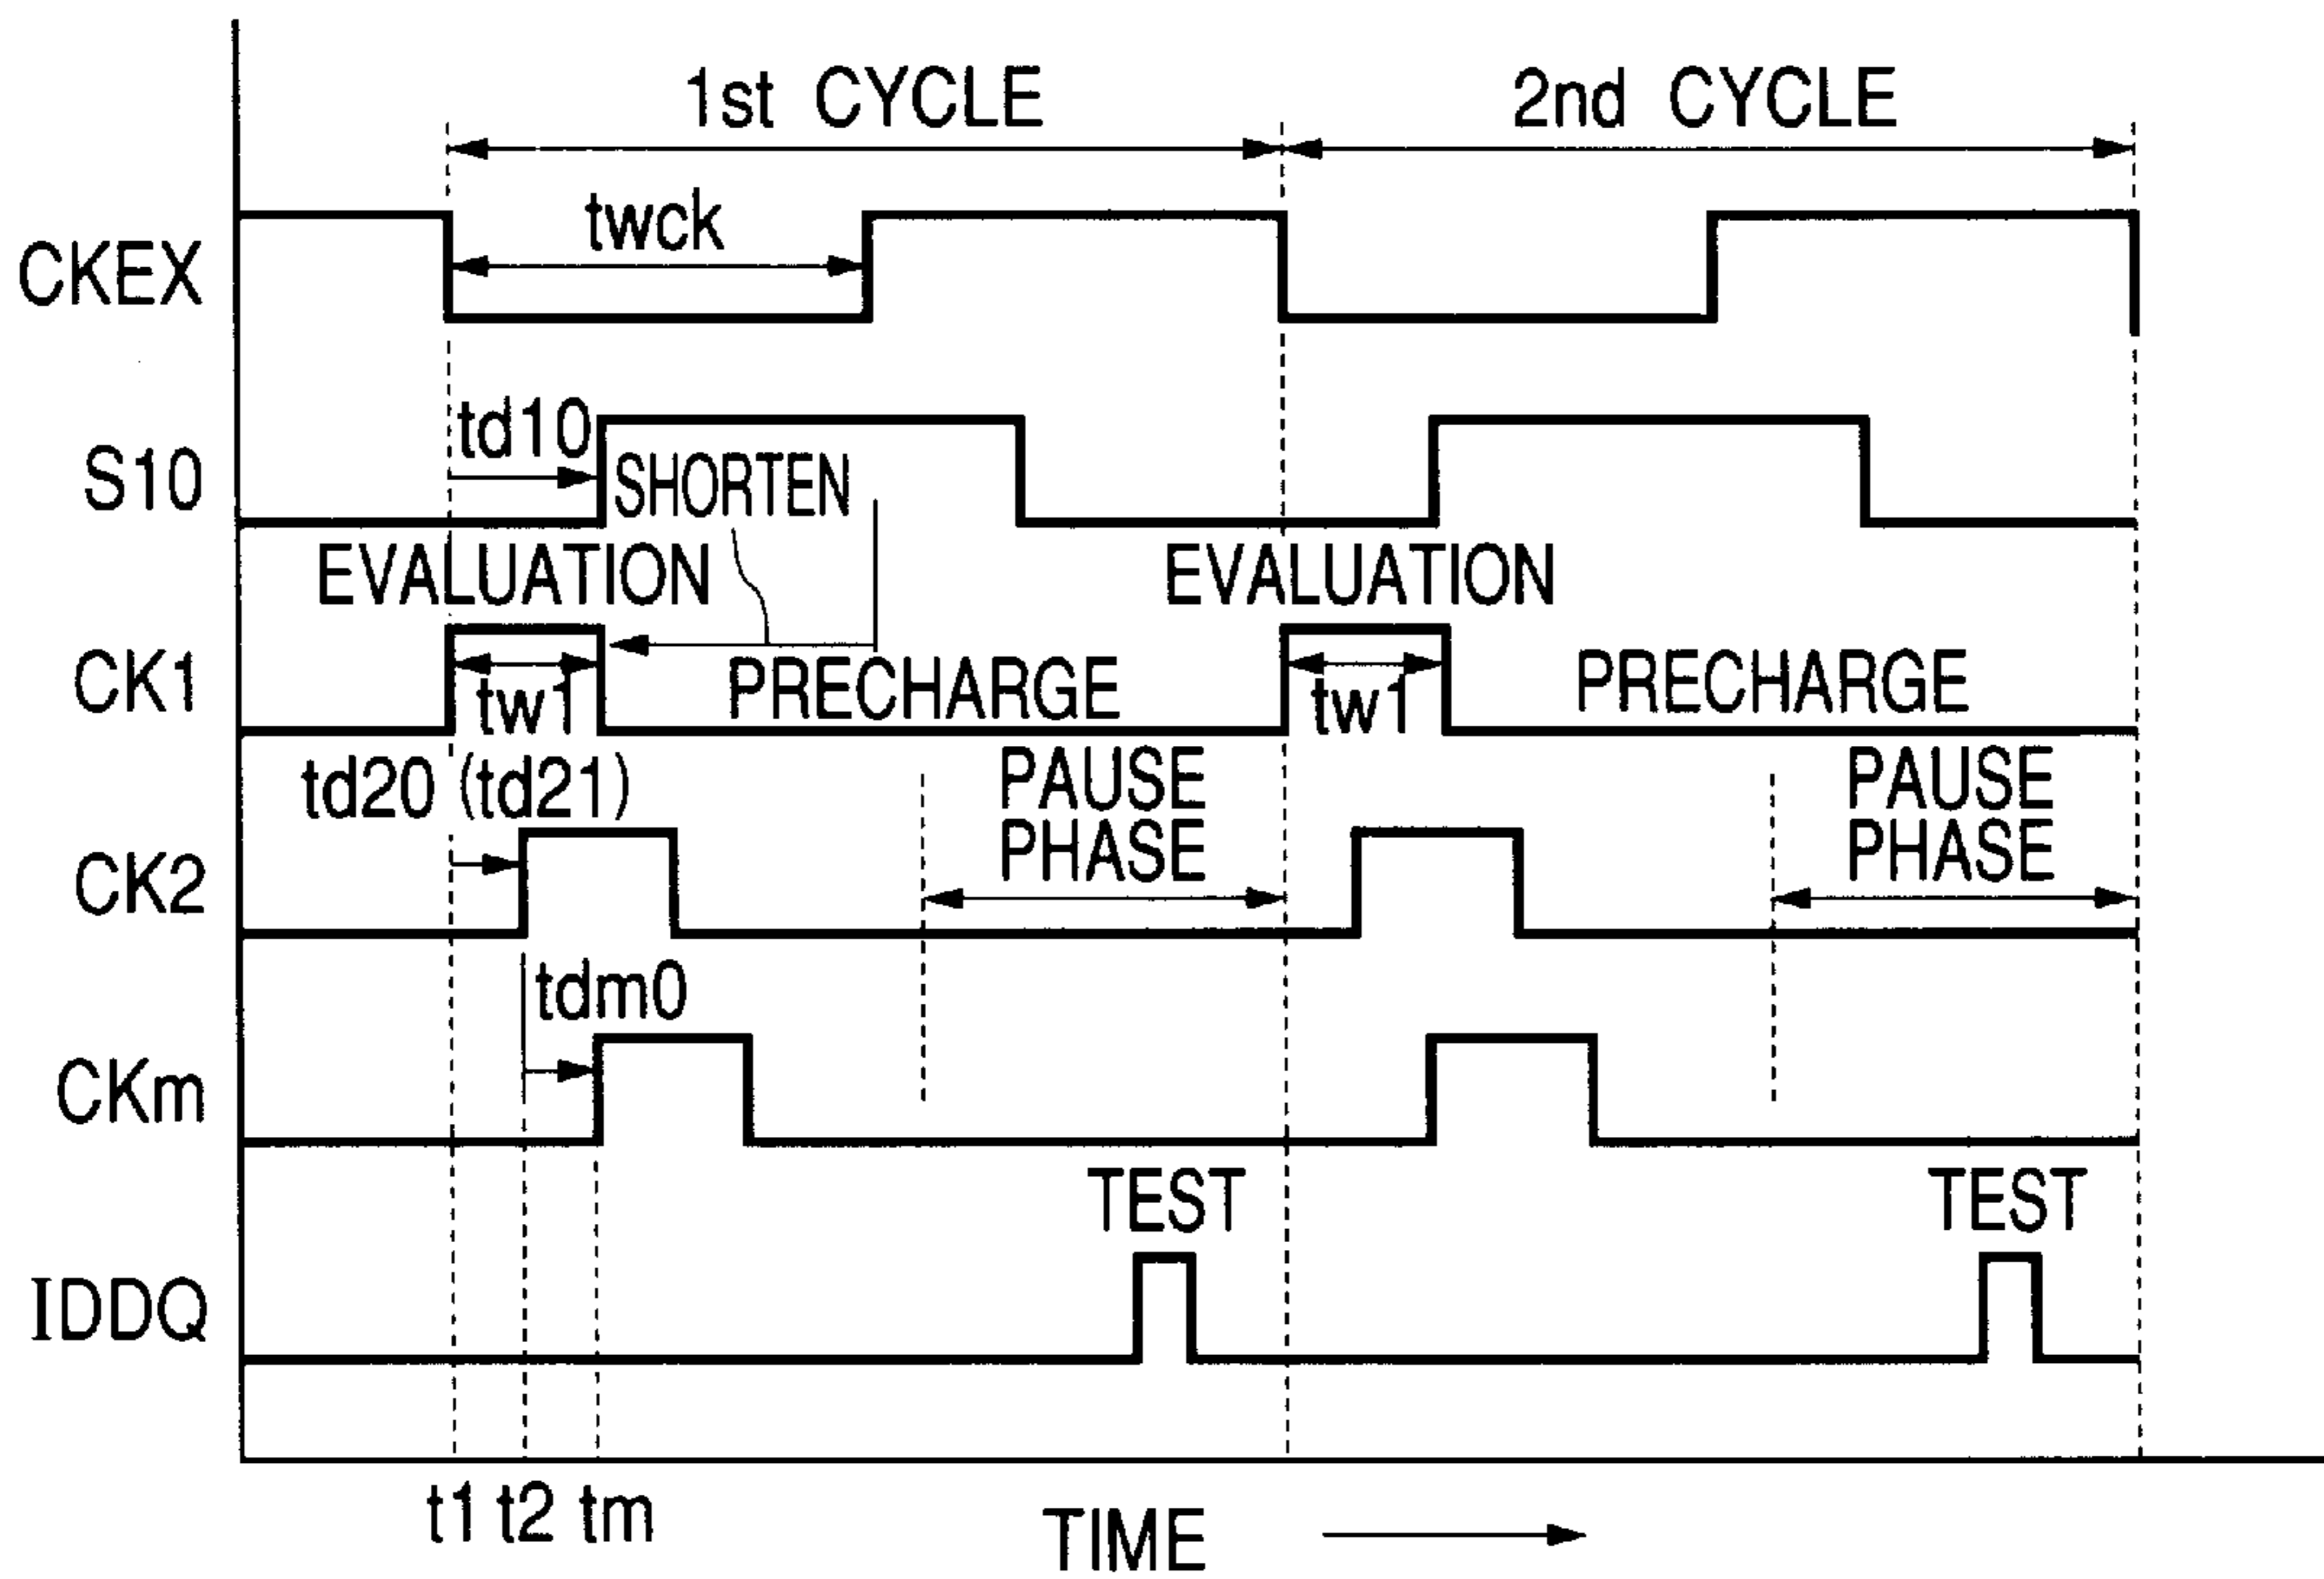 1st CYCLE 2nd CYCLE
twck
CKEX
td10
S10
SHORTEN
EVALUATION EVALUATION
CK1
tw1 PRECHARGE tw1 PRECHARGE
td20 (td21)
PAUSE PHASE PAUSE PHASE
CK2
tdm0
CKm
TEST TEST
IDDQ
t1 t2 tm
TIME